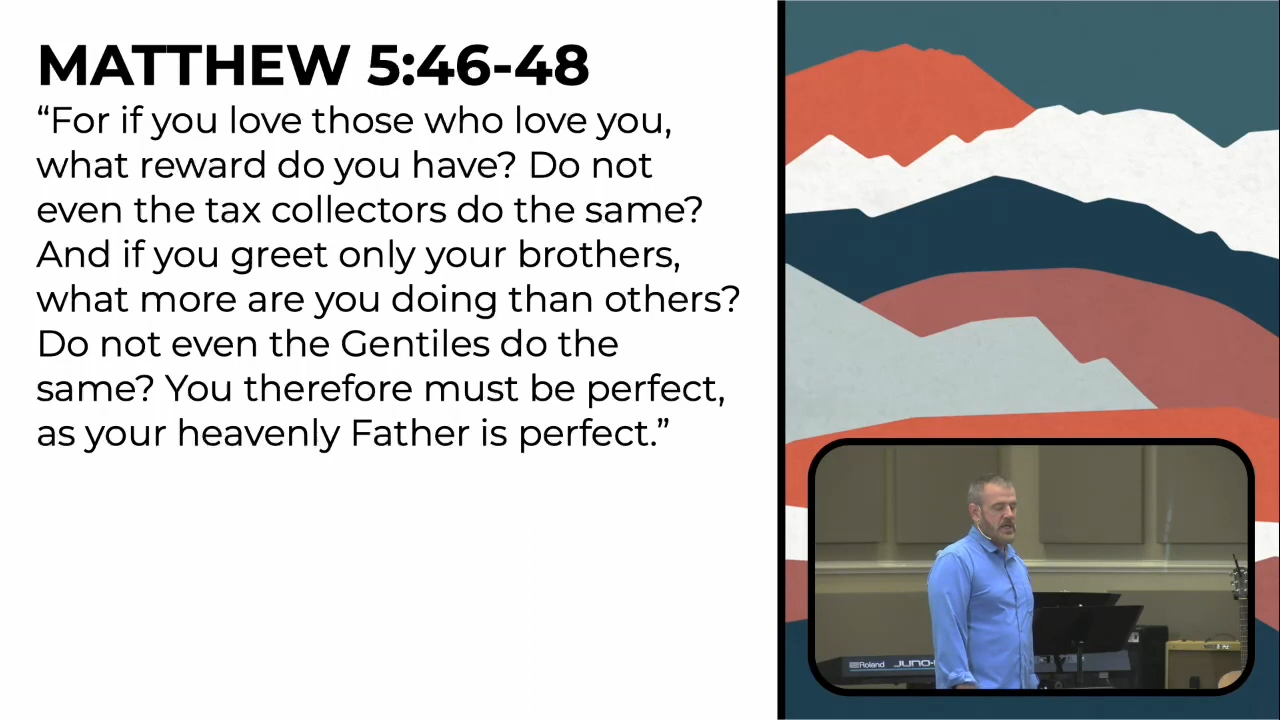 MATTHEW 5:46-48
“For if you love those who love you,
what reward do you have? Do not
even the tax collectors do the same?
And if you greet only your brothers,
what more are you doing than others?
Do not even the Gentiles do the
same? You therefore must be perfect,
as your heavenly Father is perfect.”
Roland JUNO-